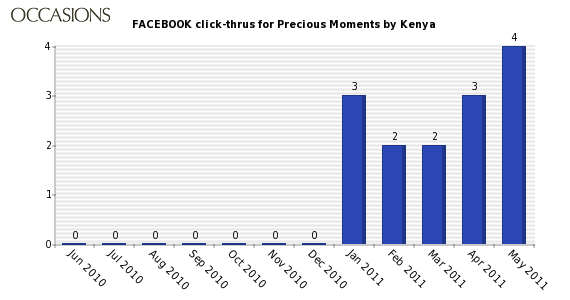 OCCASIONS
FACEBOOK click-thrus for Precious Moments by Kenya
4
3
2
1
0
0
0
0
0
0
0
0
3
2
2
3
4
Jun 2010
Jul 2010
Aug 2010
Sep 2010
Oct 2010
Nov 2010
Dec 2010
Jan 2011
Feb 2011
Mar 2011
Apr 2011
May 2011